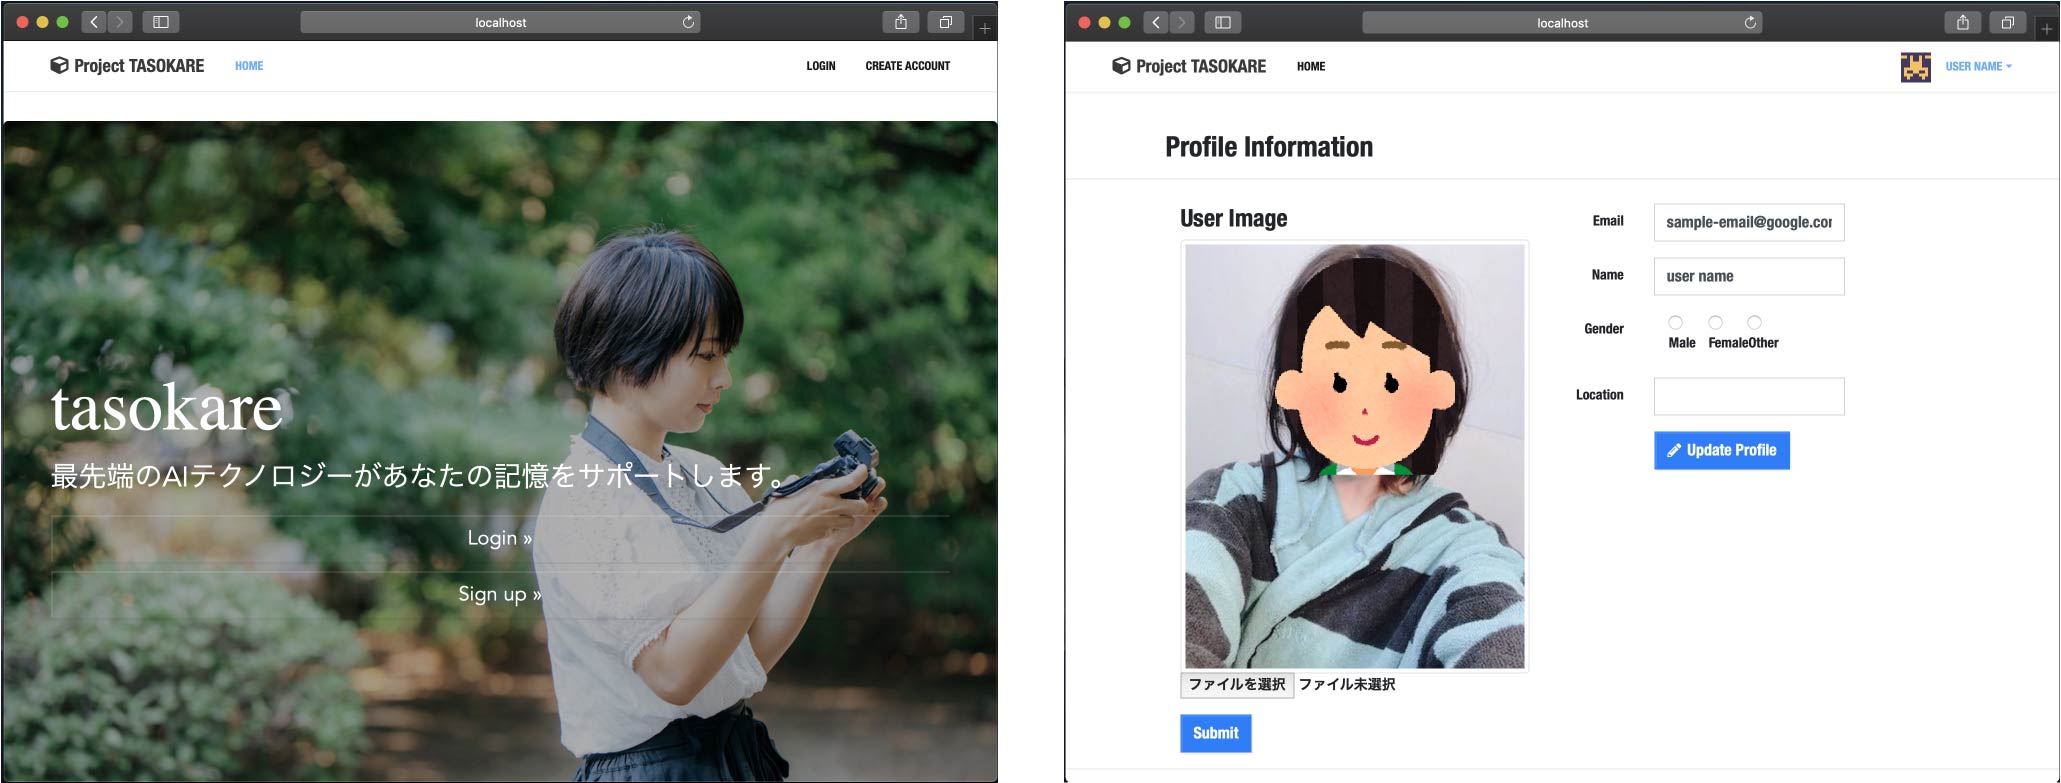 localhost
Project TASOKARE HOME LOGIN CREATE ACCOUNT
tasokare
最先端のAIテクノロジーがあなたの記憶をサポートします。
Login »
Sign up »
localhost
Project TASOKARE HOME USER NAME
Profile Information
User Image
Email sample-email@google.cor
Name user name
Gender
Male FemaleOther
Location
Update Profile
ファイルを選択 ファイル未選択
Submit